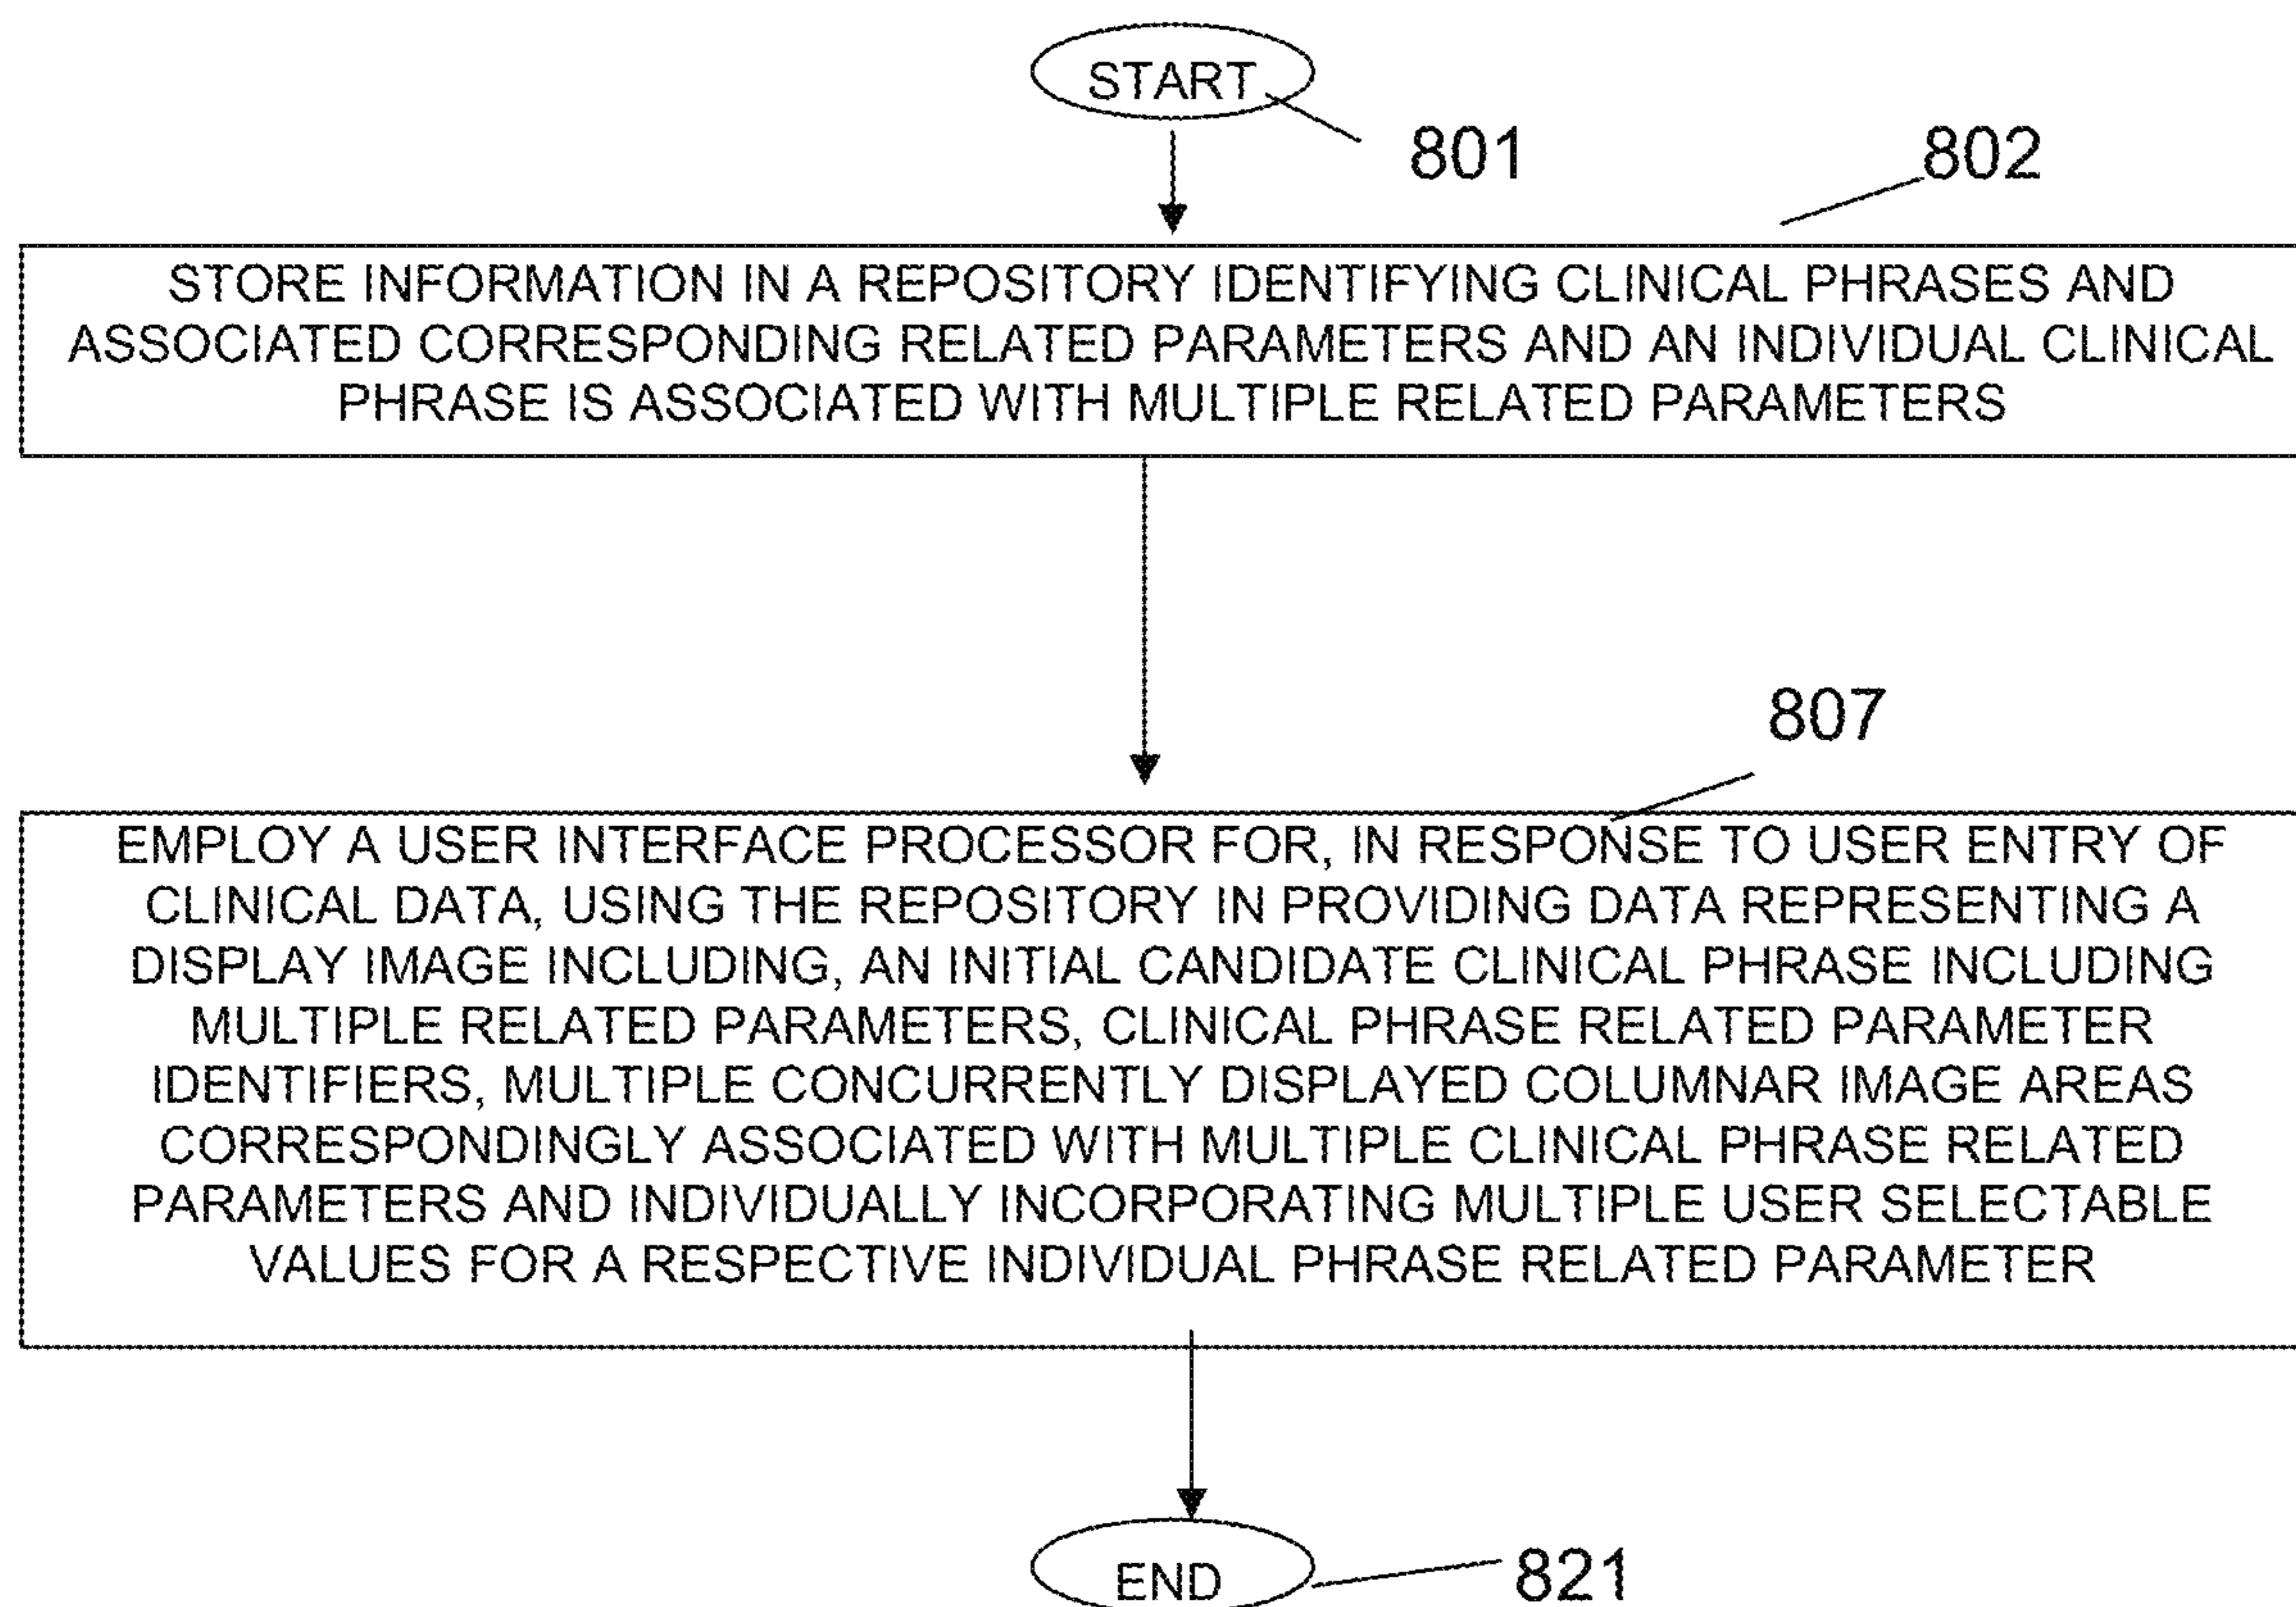 START
801
802
STORE INFORMATION IN A REPOSITORY IDENTIFYING CLINICAL PHRASES AND
ASSOCIATED CORRESPONDING RELATED PARAMETERS AND AN INDIVIDUAL CLINICAL
PHRASE IS ASSOCIATED WITH MULTIPLE RELATED PARAMETERS
807
EMPLOY A USER INTERFACE PROCESSOR FOR, IN RESPONSE TO USER ENTRY OF
CLINICAL DATA, USING THE REPOSITORY IN PROVIDING DATA REPRESENTING A
DISPLAY IMAGE INCLUDING, AN INITIAL CANDIDATE CLINICAL PHRASE INCLUDING
MULTIPLE RELATED PARAMETERS, CLINICAL PHRASE RELATED PARAMETER
IDENTIFIERS, MULTIPLE CONCURRENTLY DISPLAYED COLUMNAR IMAGE AREAS
CORRESPONDINGLY ASSOCIATED WITH MULTIPLE CLINICAL PHRASE RELATED
PARAMETERS AND INDIVIDUALLY INCORPORATING MULTIPLE USER SELECTABLE
VALUES FOR A RESPECTIVE INDIVIDUAL PHRASE RELATED PARAMETER
END
821